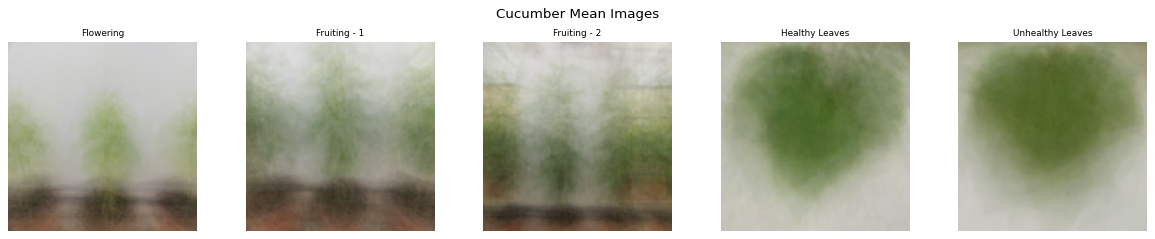 Cucumber Mean Images
Flowering
Fruiting - 1
Fruiting - 2
Healthy Leaves
Unhealthy Leaves